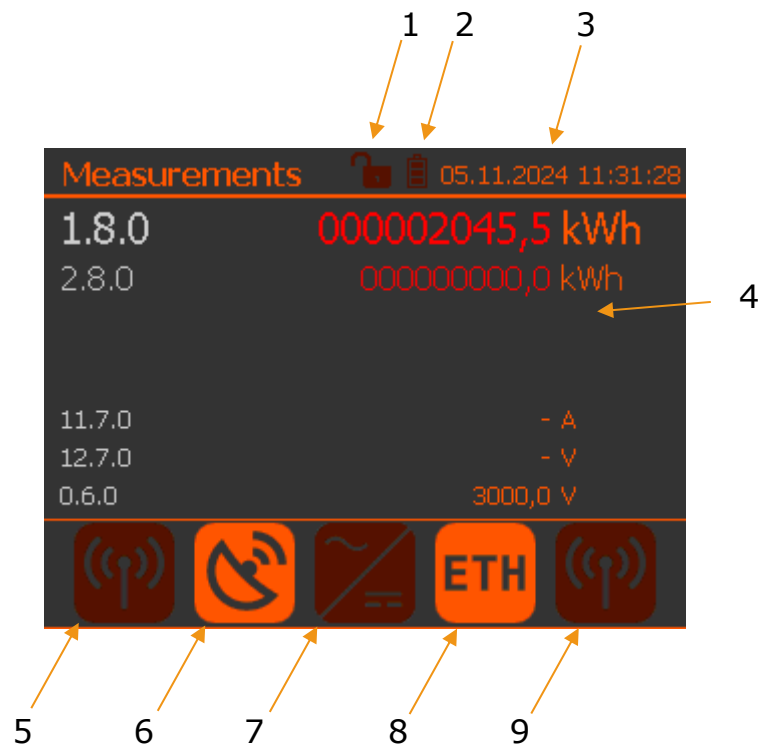 1 2 3
Measurements 05.11.2024 11:31:28
1.8.0 000002045,5 kWh
2.8.0 000000000,0 kWh
4
11.7.0 - A
12.7.0 - V
0.6.0 3000,0 V
ETH
5 6 7 8 9